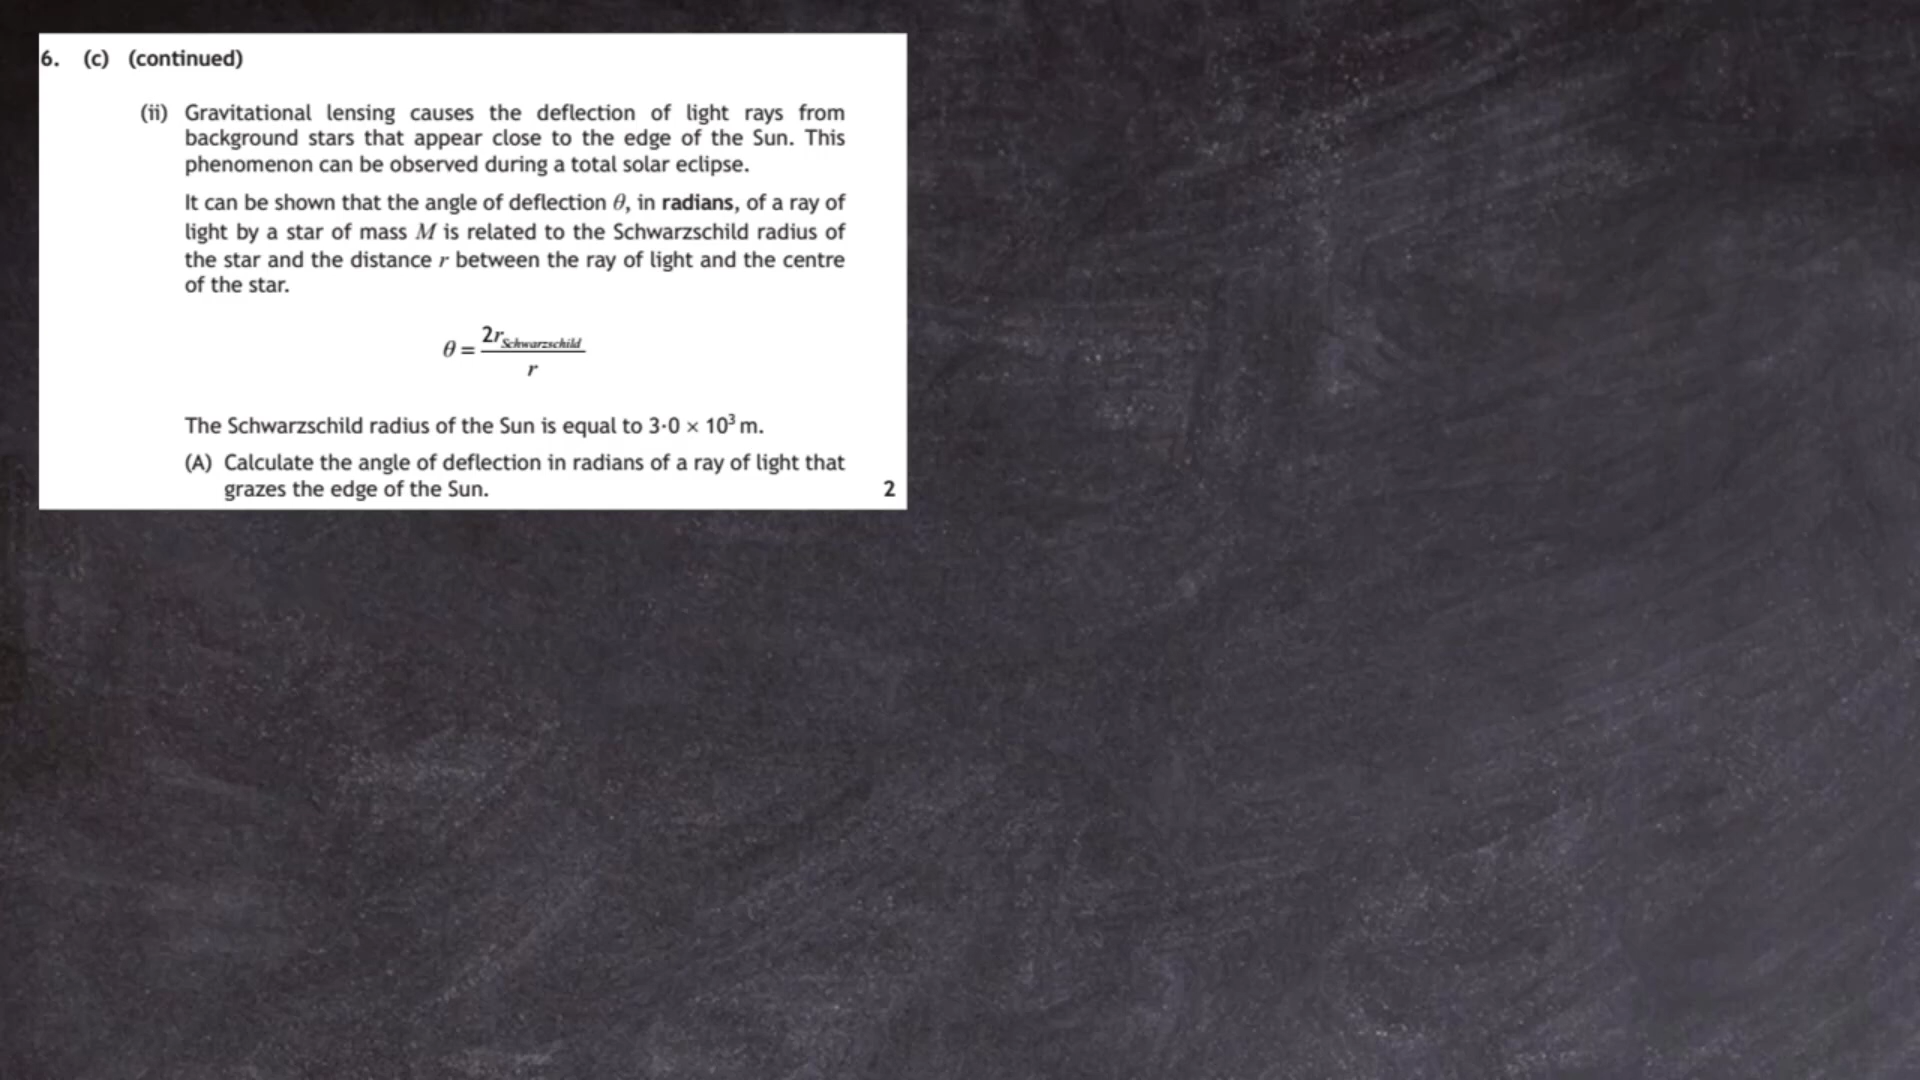 6. (c) (continued)
(ii) Gravitational lensing causes the deflection of light rays from
background stars that appear close to the edge of the Sun. This
phenomenon can be observed during a total solar eclipse.
It can be shown that the angle of deflection θ, in radians, of a ray of
light by a star of mass M is related to the Schwarzschild radius of
the star and the distance r between the ray of light and the centre
of the star.
θ = 2r_Schwarzschild / r
The Schwarzschild radius of the Sun is equal to 3·0 × 10³ m.
(A) Calculate the angle of deflection in radians of a ray of light that
grazes the edge of the Sun. 2